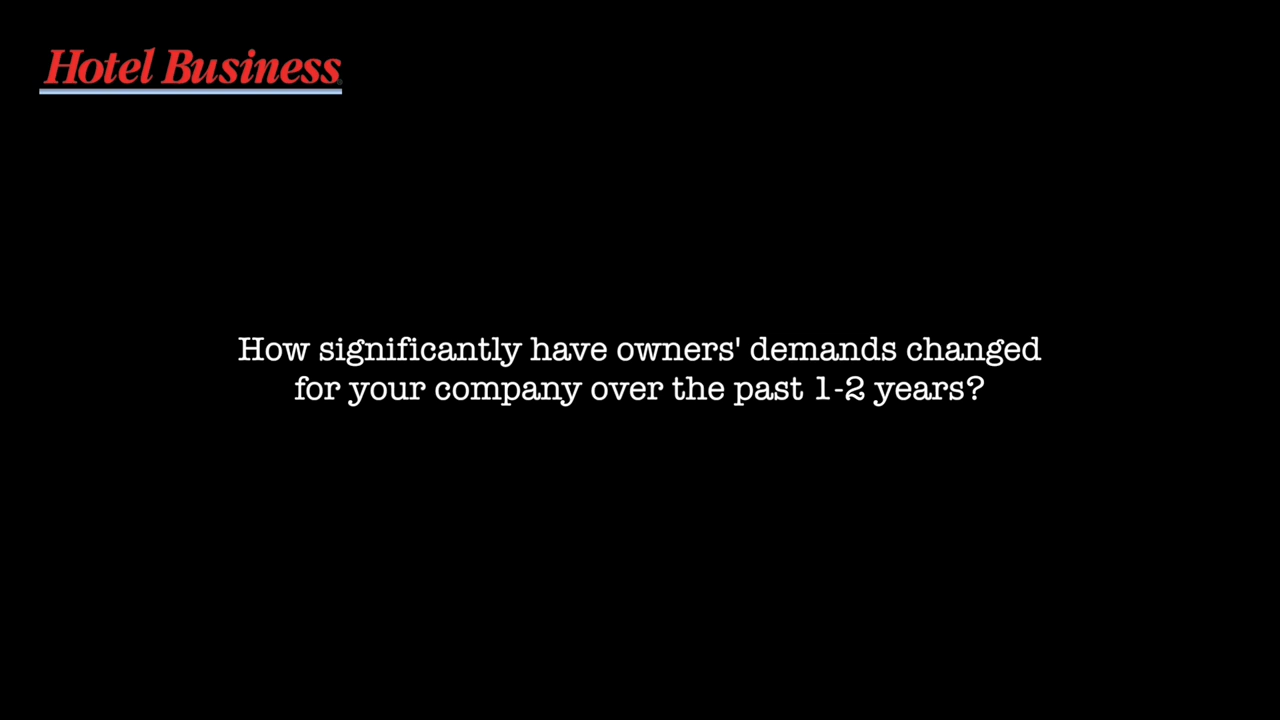 Hotel Business
How significantly have owners' demands changed
for your company over the past 1-2 years?